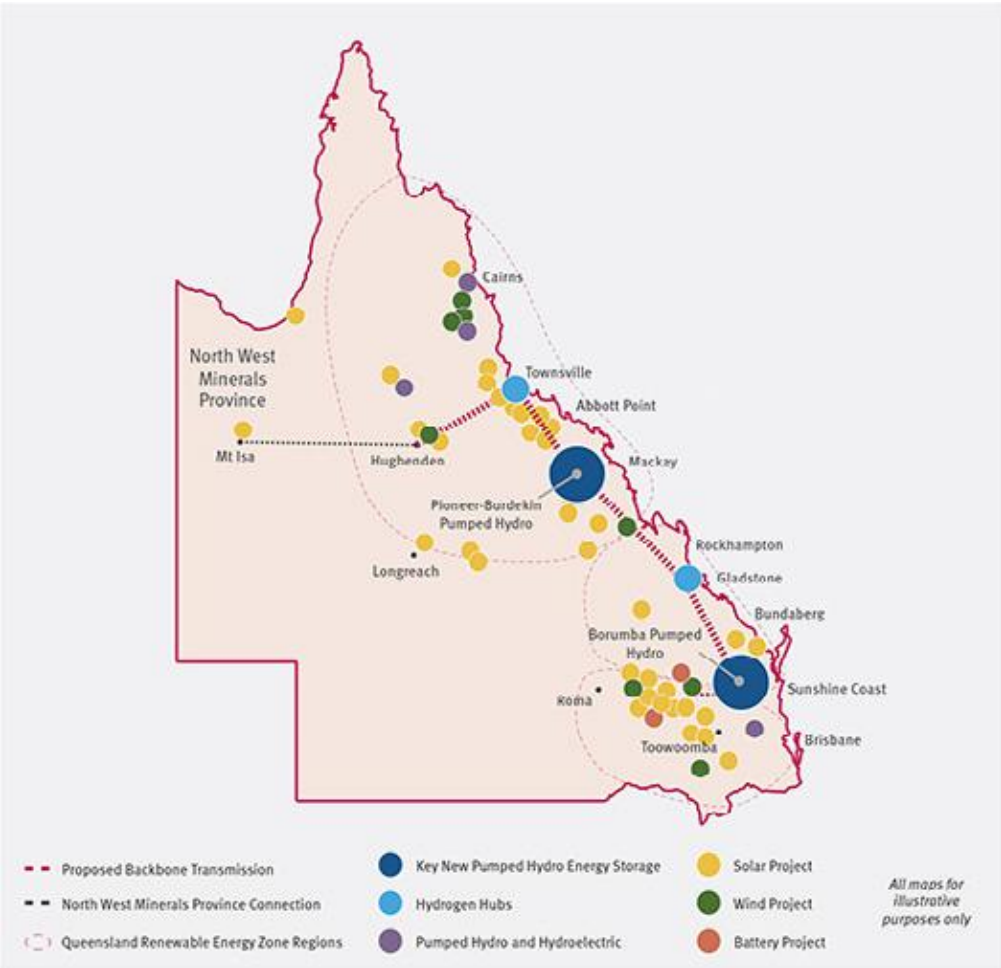 Cairns
North West
Minerals
Province
Townsville
Abbott Point
Mt Isa
Hughenden
Mackay
Pioneer-Burdekin
Pumped Hydro
Longreach
Rockhampton
Gladstone
Bundaberg
Borumba Pumped
Hydro
Roma
Sunshine Coast
Toowoomba
Brisbane
Proposed Backbone Transmission
North West Minerals Province Connection
Queensland Renewable Energy Zone Regions
Key New Pumped Hydro Energy Storage
Hydrogen Hubs
Pumped Hydro and Hydroelectric
Solar Project
Wind Project
Battery Project
All maps for
illustrative
purposes only